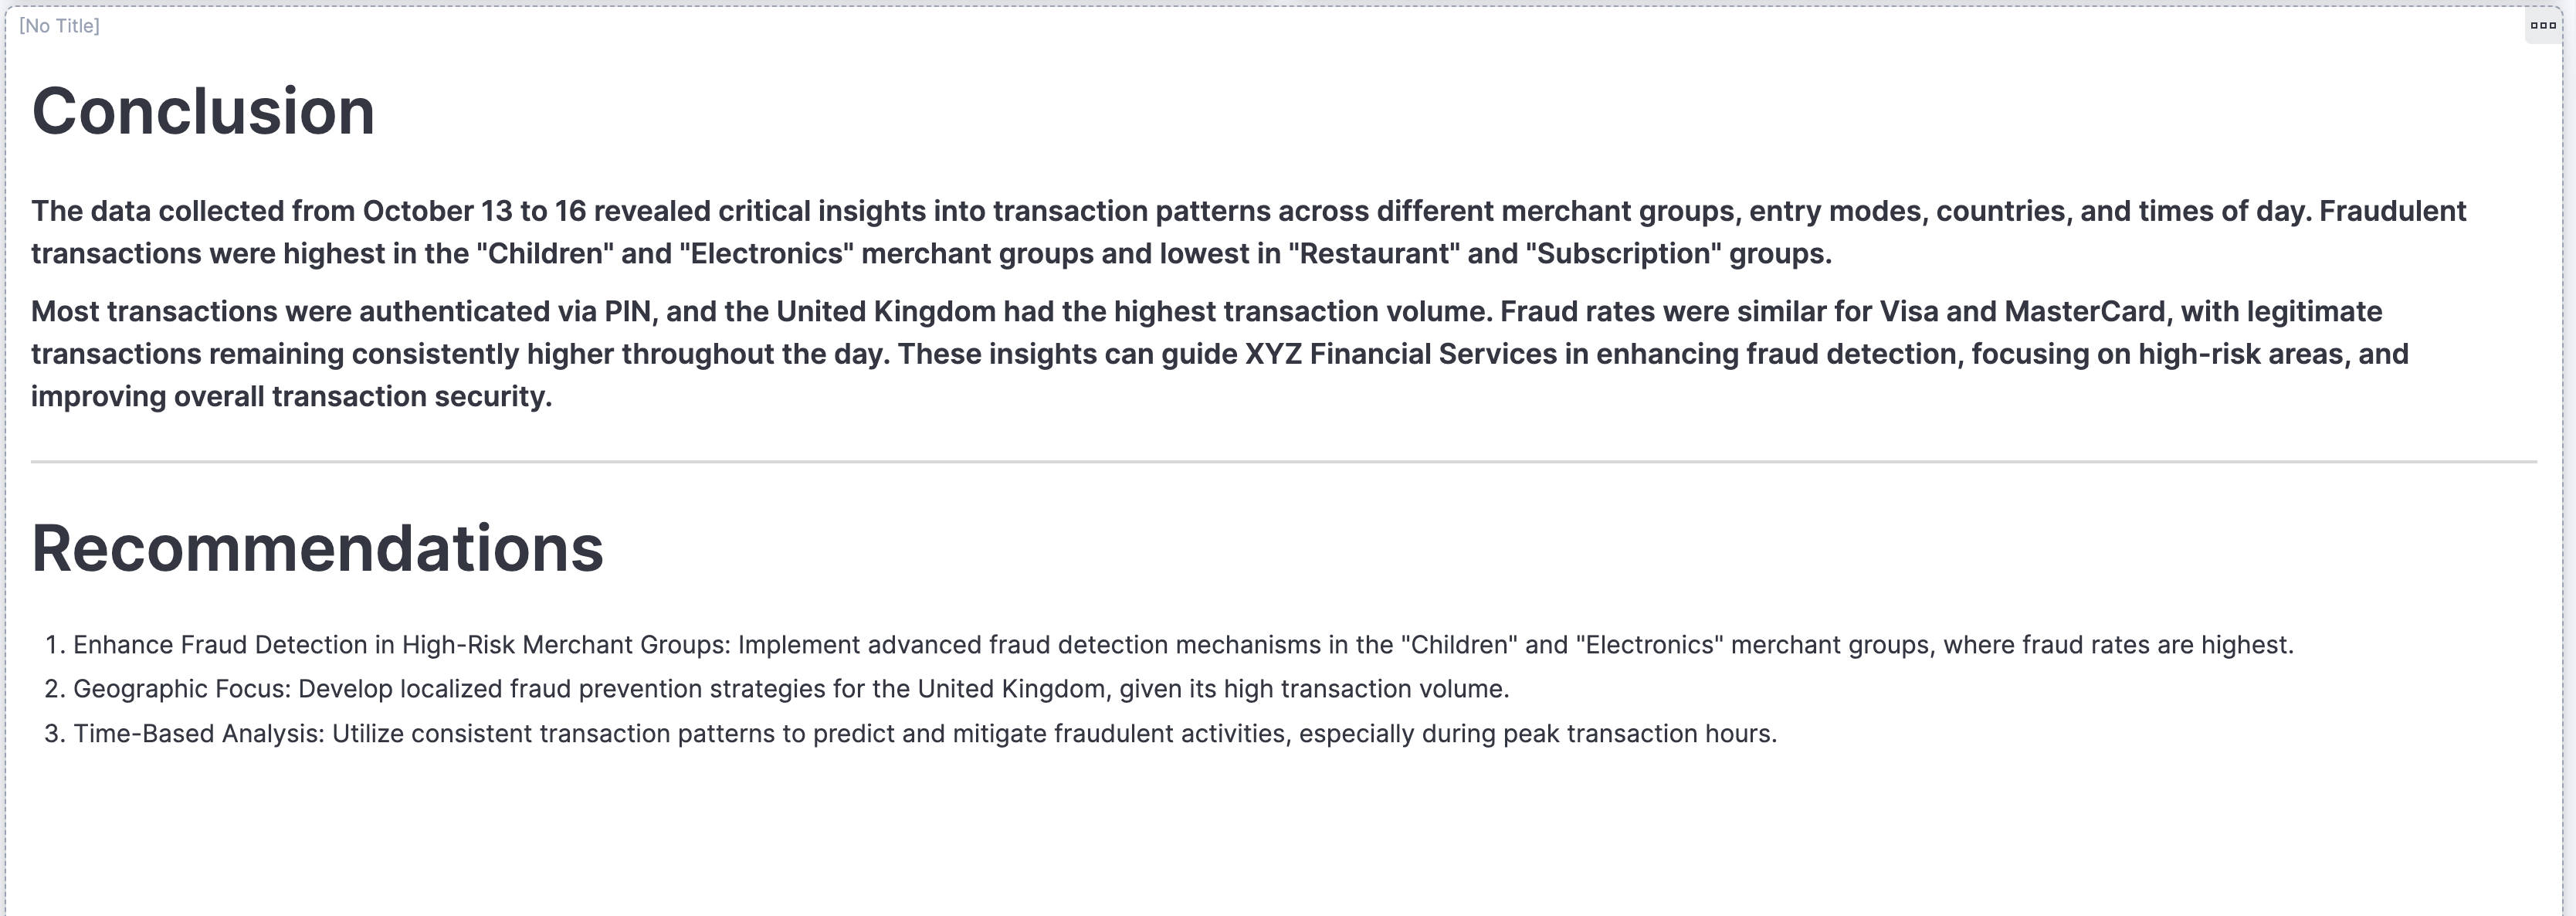 [No Title]
Conclusion
The data collected from October 13 to 16 revealed critical insights into transaction patterns across different merchant groups, entry modes, countries, and times of day. Fraudulent
transactions were highest in the "Children" and "Electronics" merchant groups and lowest in "Restaurant" and "Subscription" groups.
Most transactions were authenticated via PIN, and the United Kingdom had the highest transaction volume. Fraud rates were similar for Visa and MasterCard, with legitimate
transactions remaining consistently higher throughout the day. These insights can guide XYZ Financial Services in enhancing fraud detection, focusing on high-risk areas, and
improving overall transaction security.
Recommendations
1. Enhance Fraud Detection in High-Risk Merchant Groups: Implement advanced fraud detection mechanisms in the "Children" and "Electronics" merchant groups, where fraud rates are highest.
2. Geographic Focus: Develop localized fraud prevention strategies for the United Kingdom, given its high transaction volume.
3. Time-Based Analysis: Utilize consistent transaction patterns to predict and mitigate fraudulent activities, especially during peak transaction hours.